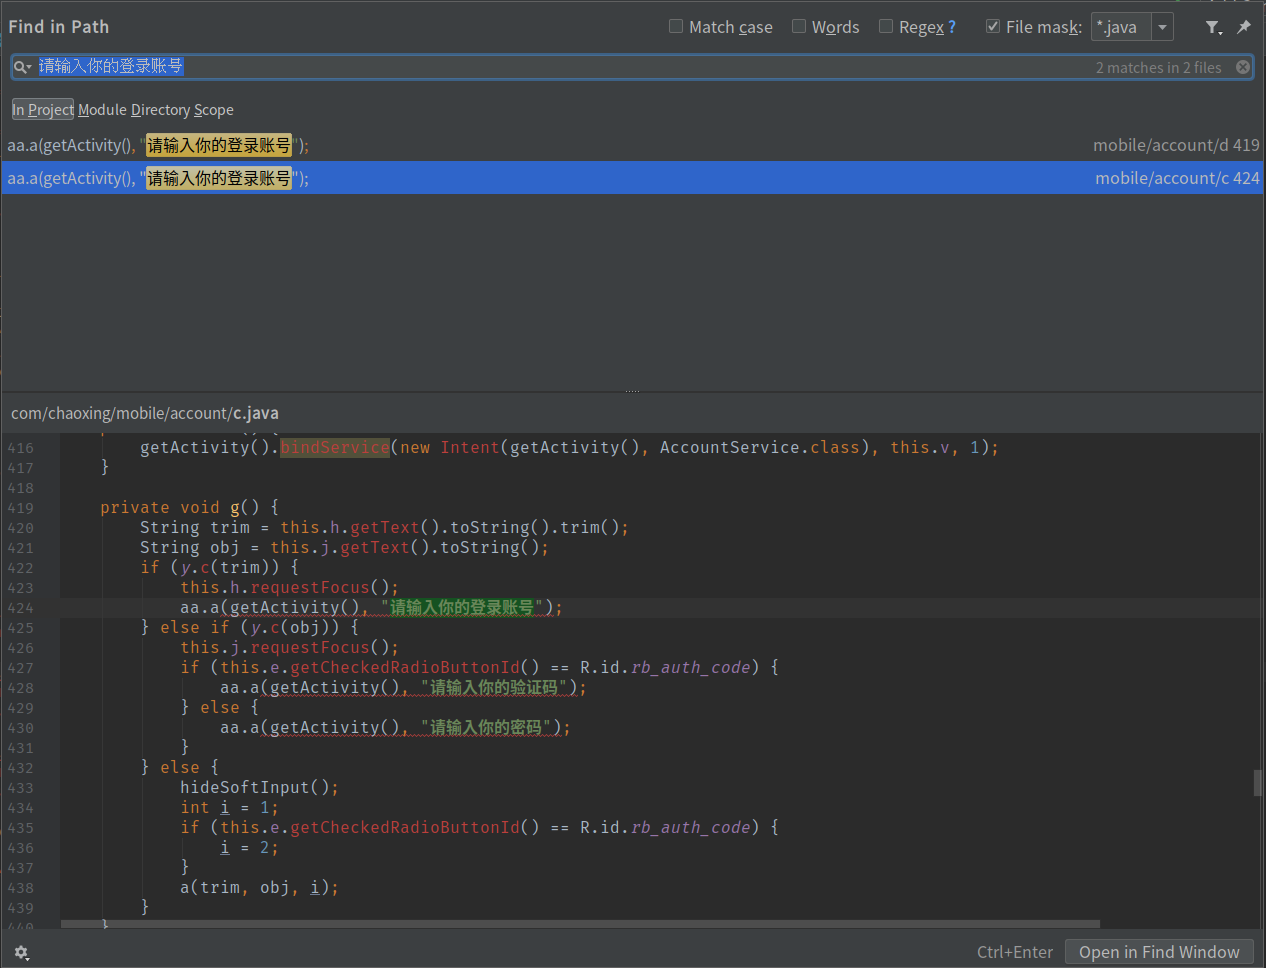 Find in Path
Match case
Words
Regex ?
File mask:
*.java
请输入你的登录账号
2 matches in 2 files
In Project Module Directory Scope
aa.a(getActivity(), "请输入你的登录账号");
mobile/account/d 419
aa.a(getActivity(), "请输入你的登录账号");
mobile/account/c 424
com/chaoxing/mobile/account/c.java
416 getActivity().bindService(new Intent(getActivity(), AccountService.class), this.v, 1);
417 }
418
419 private void g() {
420 String trim = this.h.getText().toString().trim();
421 String obj = this.j.getText().toString();
422 if (y.c(trim)) {
423 this.h.requestFocus();
424 aa.a(getActivity(), "请输入你的登录账号");
425 } else if (y.c(obj)) {
426 this.j.requestFocus();
427 if (this.e.getCheckedRadioButtonId() == R.id.rb_auth_code) {
428 aa.a(getActivity(), "请输入你的验证码");
429 } else {
430 aa.a(getActivity(), "请输入你的密码");
431 }
432 } else {
433 hideSoftInput();
434 int i = 1;
435 if (this.e.getCheckedRadioButtonId() == R.id.rb_auth_code) {
436 i = 2;
437 }
438 a(trim, obj, i);
439 }
440 }
Ctrl+Enter
Open in Find Window